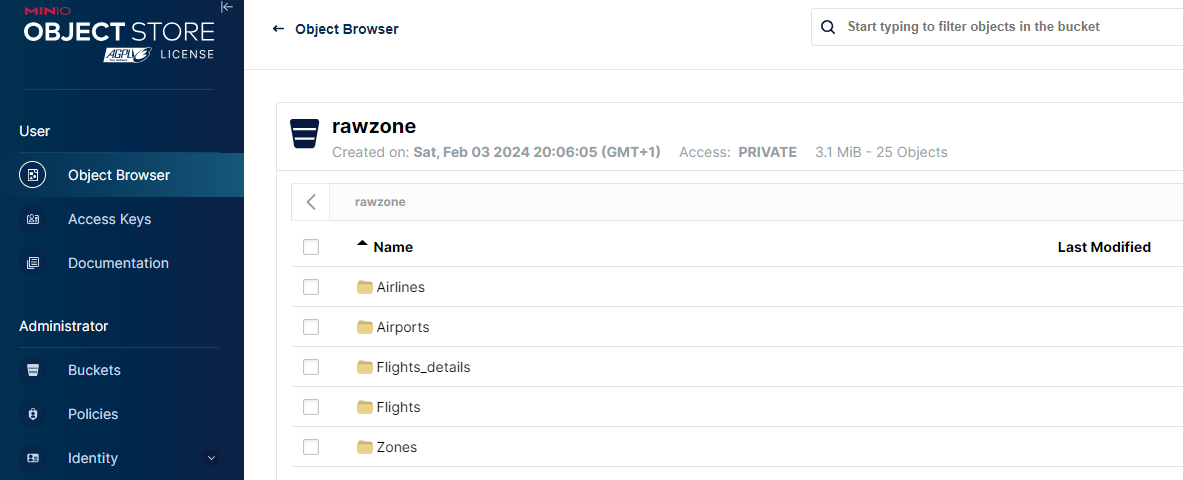 MINIO
OBJECT STORE
AGPLV3 LICENSE
User
Object Browser
Access Keys
Documentation
Administrator
Buckets
Policies
Identity
← Object Browser
Start typing to filter objects in the bucket
rawzone
Created on: Sat, Feb 03 2024 20:06:05 (GMT+1) Access: PRIVATE 3.1 MiB - 25 Objects
rawzone
Name Last Modified
Airlines
Airports
Flights_details
Flights
Zones